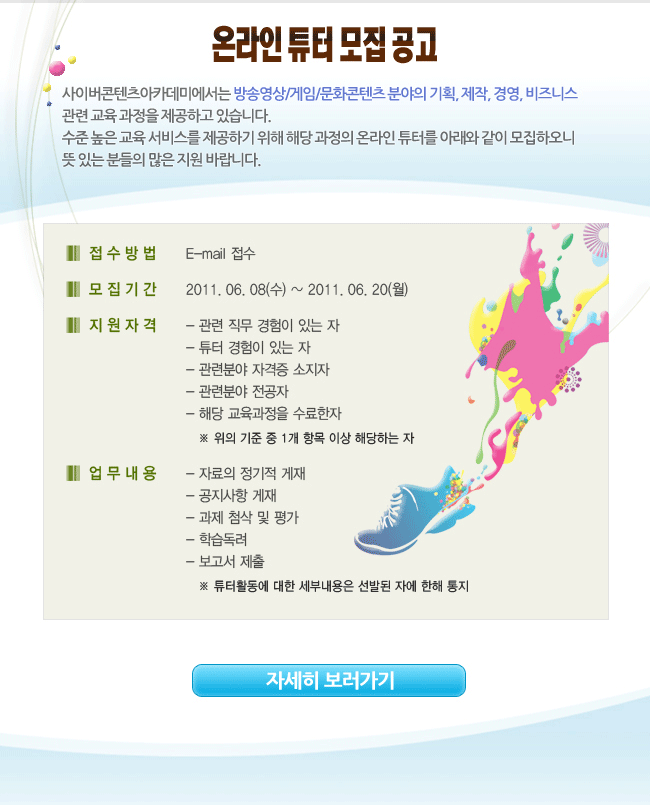 온라인 튜터 모집 공고
사이버콘텐츠아카데미에서는 방송영상/게임/문화콘텐츠 분야의 기획, 제작, 경영, 비즈니스
관련 교육 과정을 제공하고 있습니다.
수준 높은 교육 서비스를 제공하기 위해 해당 과정의 온라인 튜터를 아래와 같이 모집하오니
뜻 있는 분들의 많은 지원 바랍니다.
접수방법 E-mail 접수
모집기간 2011. 06. 08(수) ~ 2011. 06. 20(월)
지원자격 - 관련 직무 경험이 있는 자
- 튜터 경험이 있는 자
- 관련분야 자격증 소지자
- 관련분야 전공자
- 해당 교육과정을 수료한자
※ 위의 기준 중 1개 항목 이상 해당하는 자
업무내용 - 자료의 정기적 게재
- 공지사항 게재
- 과제 첨삭 및 평가
- 학습독려
- 보고서 제출
※ 튜터활동에 대한 세부내용은 선발된 자에 한해 통지
자세히 보러가기